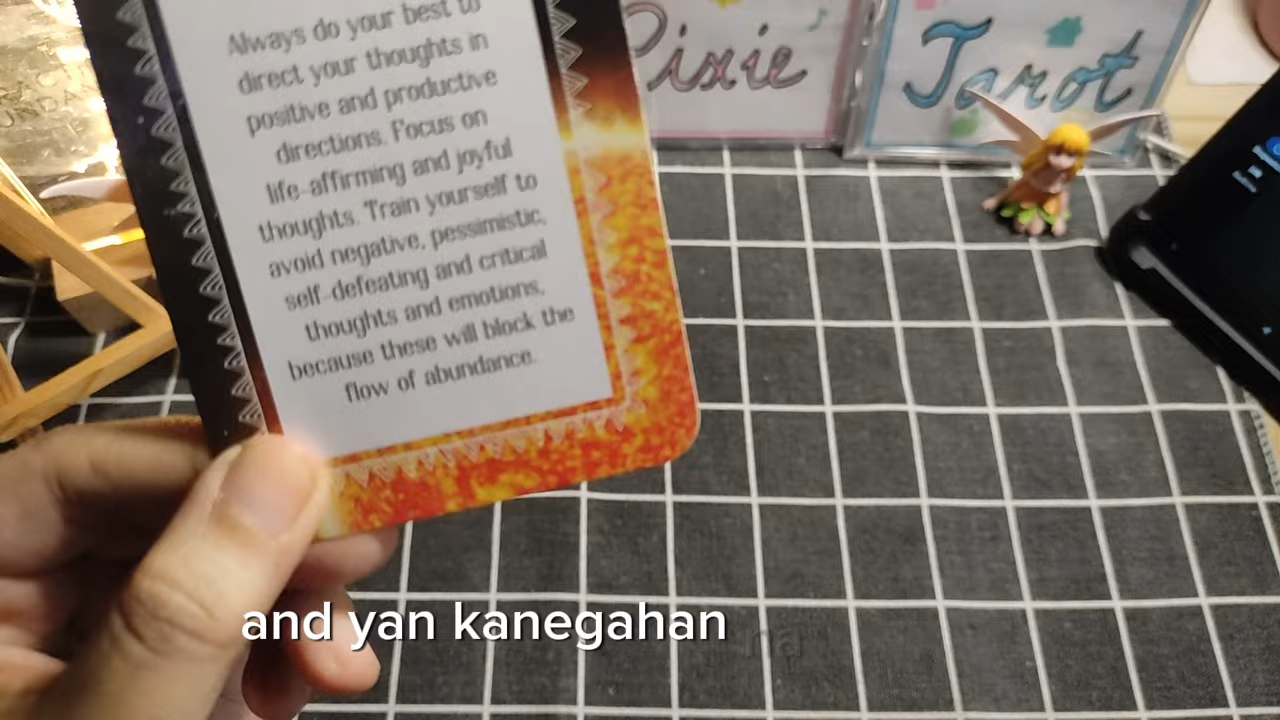 Always do your best to
direct your thoughts in
positive and productive
directions. Focus on
life-affirming and joyful
thoughts. Train yourself to
avoid negative, pessimistic,
self-defeating and critical
thoughts and emotions,
because these will block the
flow of abundance.
Pixie
Tarot
and yan kanegahan na